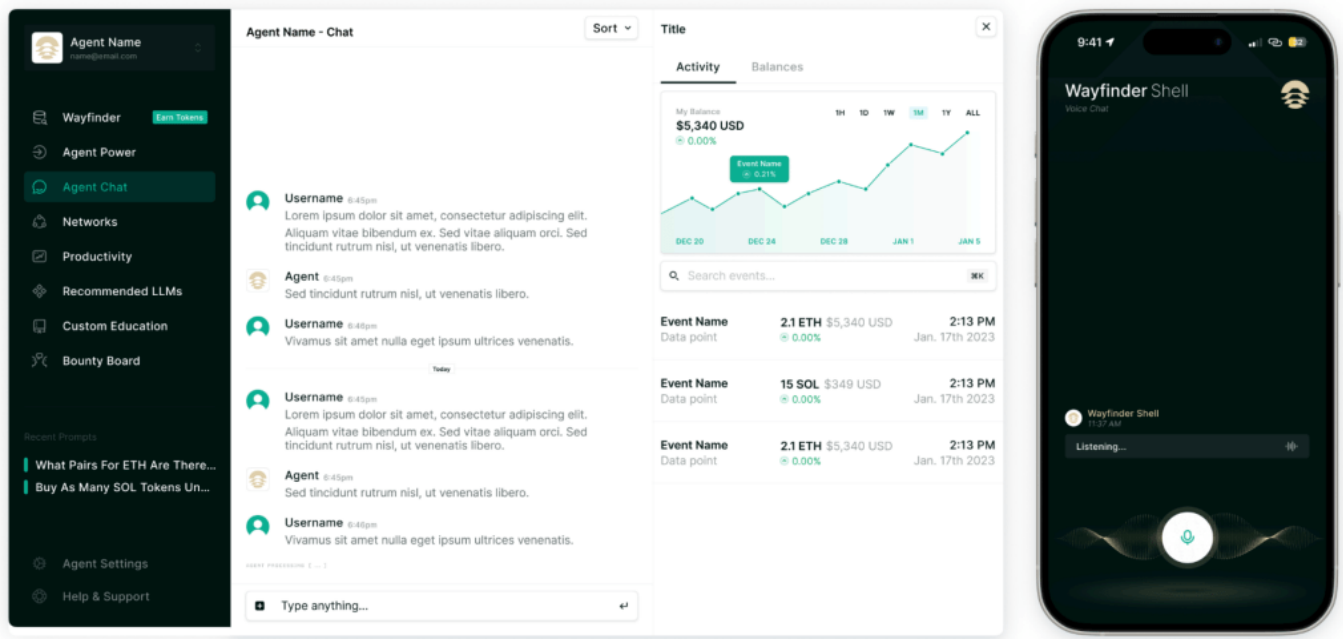 Agent Name
name@email.com
Wayfinder
Earn Tokens
Agent Power
Agent Chat
Networks
Productivity
Recommended LLMs
Custom Education
Bounty Board
Recent Prompts
What Pairs For ETH Are There...
Buy As Many SOL Tokens Un...
Agent Settings
Help & Support
Agent Name - Chat
Sort
Username 6:45pm
Lorem ipsum dolor sit amet, consectetur adipiscing elit.
Aliquam vitae bibendum ex. Sed vitae aliquam orci. Sed
tincidunt rutrum nisl, ut venenatis libero.
Agent 6:45pm
Sed tincidunt rutrum nisl, ut venenatis libero.
Username 6:46pm
Vivamus sit amet nulla eget ipsum ultrices venenatis.
Today
Username 6:45pm
Lorem ipsum dolor sit amet, consectetur adipiscing elit.
Aliquam vitae bibendum ex. Sed vitae aliquam orci. Sed
tincidunt rutrum nisl, ut venenatis libero.
Agent 6:45pm
Sed tincidunt rutrum nisl, ut venenatis libero.
Username 6:46pm
Vivamus sit amet nulla eget ipsum ultrices venenatis.
AGENT PROCESSING [ ... ]
Type anything...
Title
Activity Balances
My Balance
$5,340 USD
0.00%
1H 1D 1W 1M 1Y ALL
Event Name
0.21%
DEC 20 DEC 24 DEC 28 JAN 1 JAN 5
Search events...
⌘K
Event Name 2.1 ETH $5,340 USD 2:13 PM
Data point 0.00% Jan. 17th 2023
Event Name 15 SOL $349 USD 2:13 PM
Data point 0.00% Jan. 17th 2023
Event Name 2.1 ETH $5,340 USD 2:13 PM
Data point 0.00% Jan. 17th 2023
9:41
Wayfinder Shell
Voice Chat
Wayfinder Shell
11:37 AM
Listening...